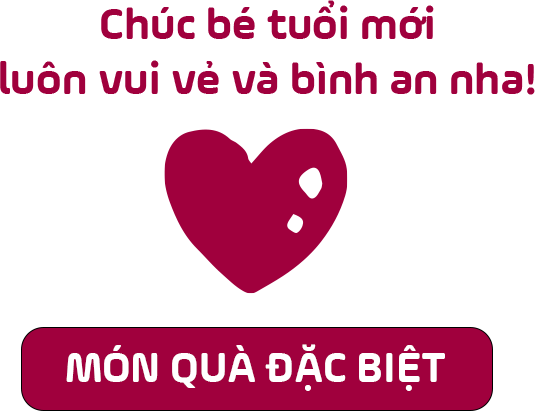 Chúc bé tuổi mới
luôn vui vẻ và bình an nha!
MÓN QUÀ ĐẶC BIỆT